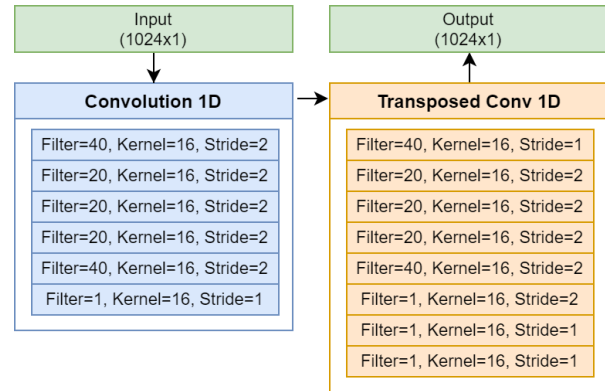 Input
(1024x1)
Output
(1024x1)
Convolution 1D
Filter=40, Kernel=16, Stride=2
Filter=20, Kernel=16, Stride=2
Filter=20, Kernel=16, Stride=2
Filter=20, Kernel=16, Stride=2
Filter=40, Kernel=16, Stride=2
Filter=1, Kernel=16, Stride=1
Transposed Conv 1D
Filter=40, Kernel=16, Stride=1
Filter=20, Kernel=16, Stride=2
Filter=20, Kernel=16, Stride=2
Filter=20, Kernel=16, Stride=2
Filter=40, Kernel=16, Stride=2
Filter=1, Kernel=16, Stride=2
Filter=1, Kernel=16, Stride=1
Filter=1, Kernel=16, Stride=1